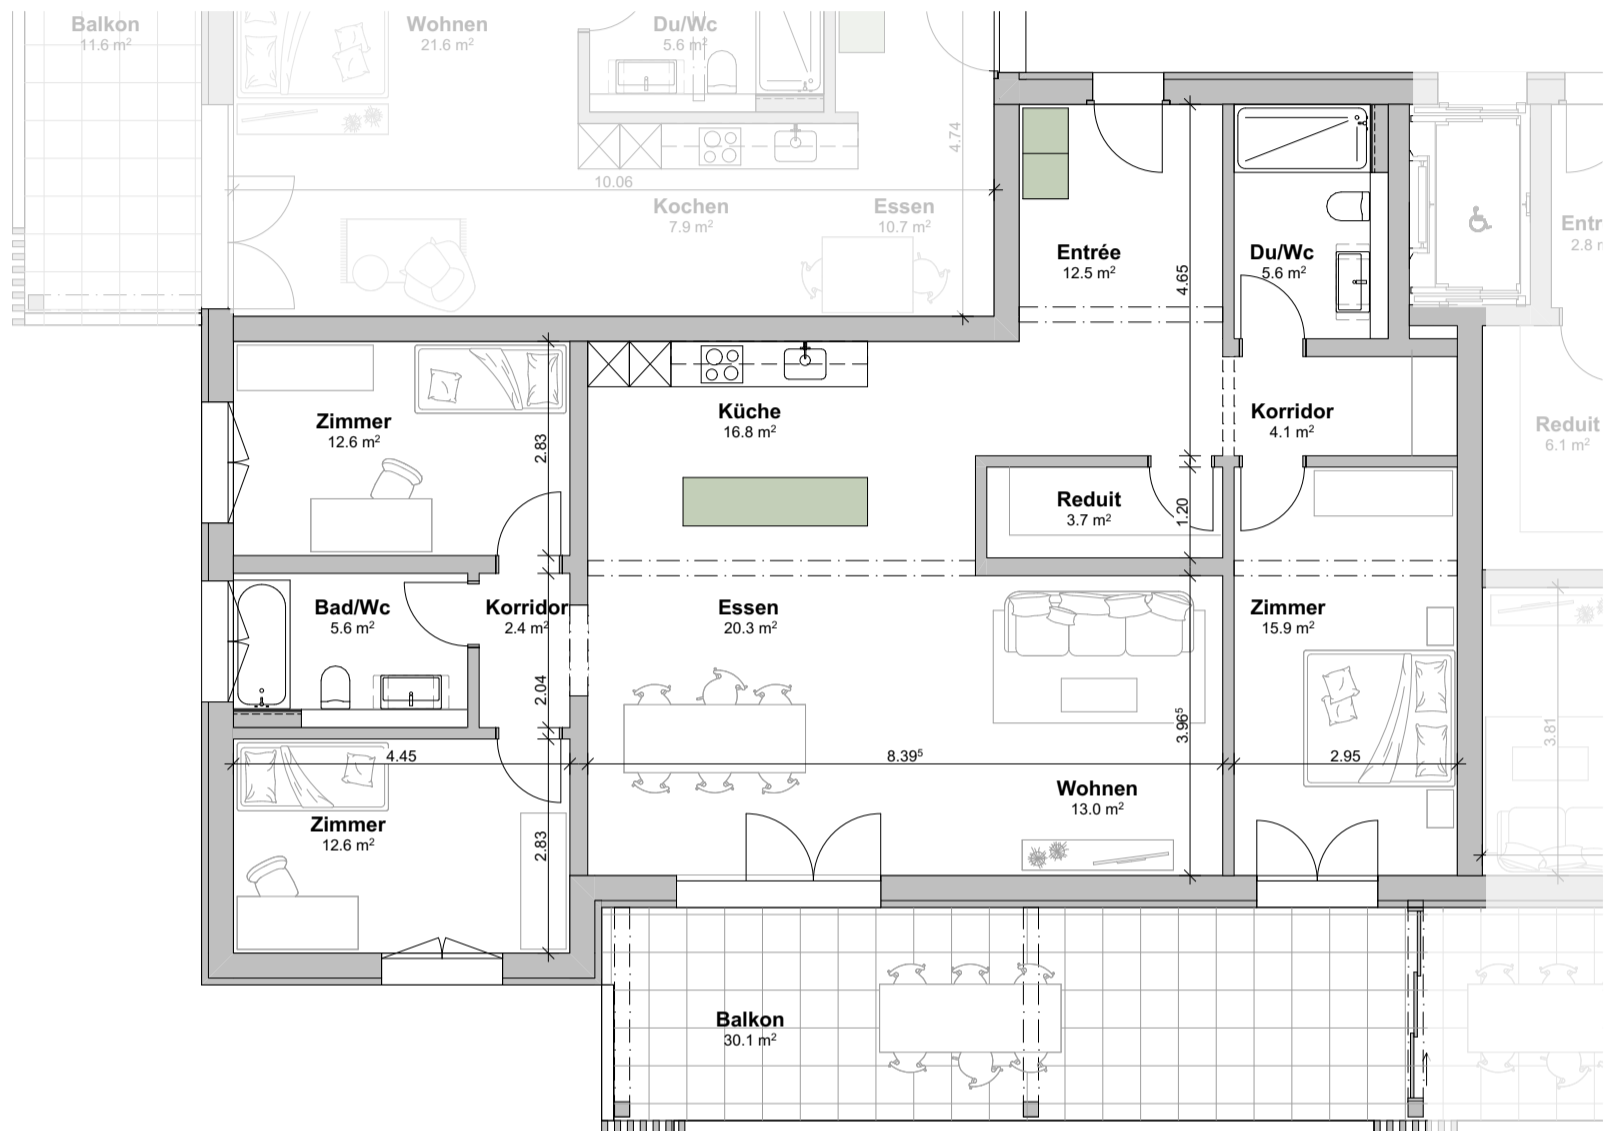 Balkon
11.6 m²
Wohnen
21.6 m²
Du/Wc
5.6 m²
4.74
10.06
Kochen
7.9 m²
Essen
10.7 m²
Entrée
12.5 m²
4.65
Du/Wc
5.6 m²
2.8
Zimmer
12.6 m²
2.83
Küche
16.8 m²
Korridor
4.1 m²
Reduit
6.1 m²
Reduit
3.7 m²
1.20
Bad/Wc
5.6 m²
Korridor
2.4 m²
2.04
Essen
20.3 m²
Zimmer
15.9 m²
3.96⁵
3.81
4.45
8.39⁵
2.95
Wohnen
13.0 m²
Zimmer
12.6 m²
2.83
Balkon
30.1 m²